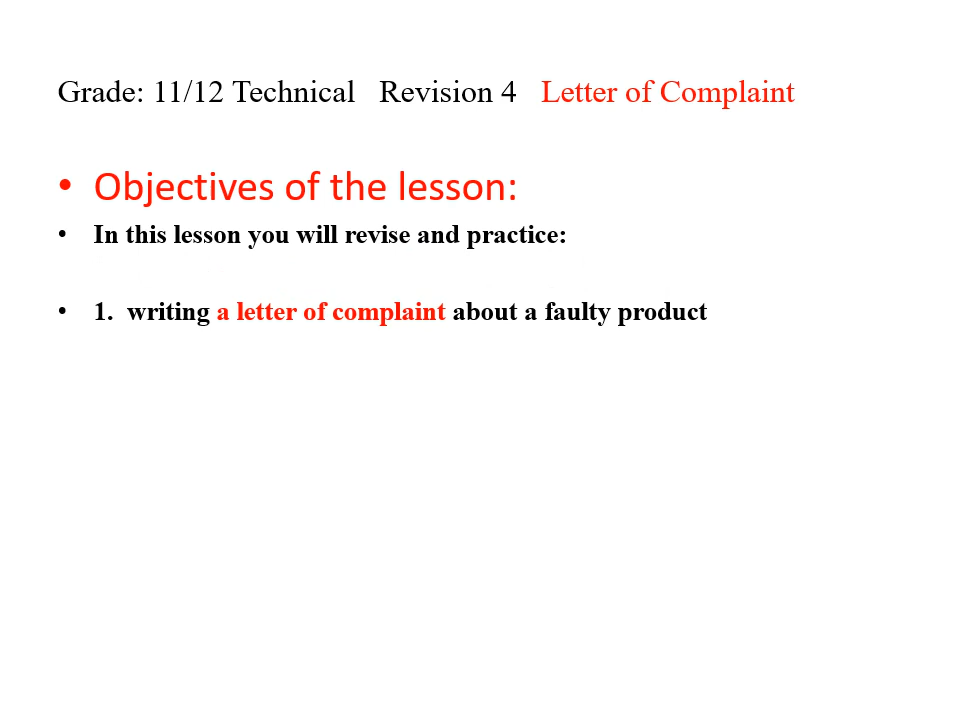 Grade: 11/12 Technical   Revision 4   Letter of Complaint
• Objectives of the lesson:
• In this lesson you will revise and practice:
• 1.  writing a letter of complaint about a faulty product